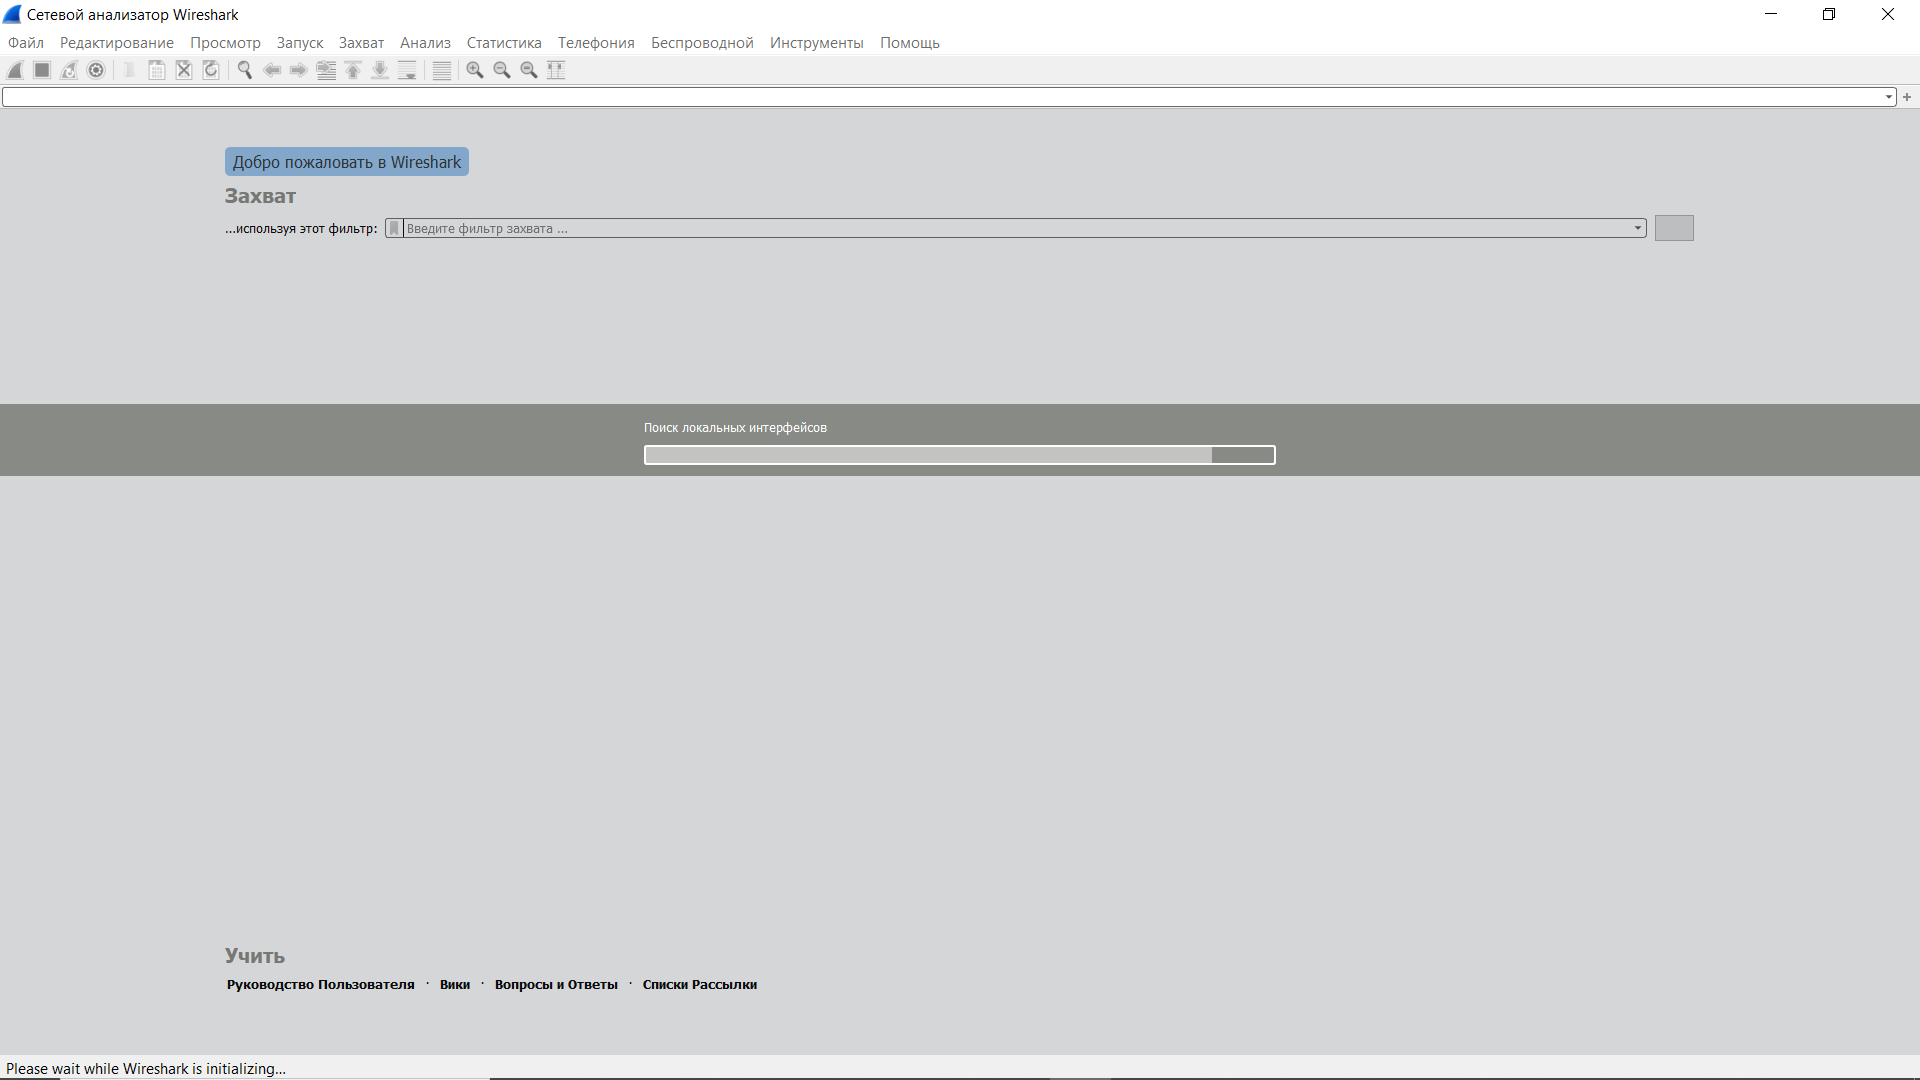 Сетевой анализатор Wireshark
Файл Редактирование Просмотр Запуск Захват Анализ Статистика Телефония Беспроводной Инструменты Помощь
Добро пожаловать в Wireshark
Захват
...используя этот фильтр: Введите фильтр захвата ...
Поиск локальных интерфейсов
Учить
Руководство Пользователя · Вики · Вопросы и Ответы · Списки Рассылки
Please wait while Wireshark is initializing...